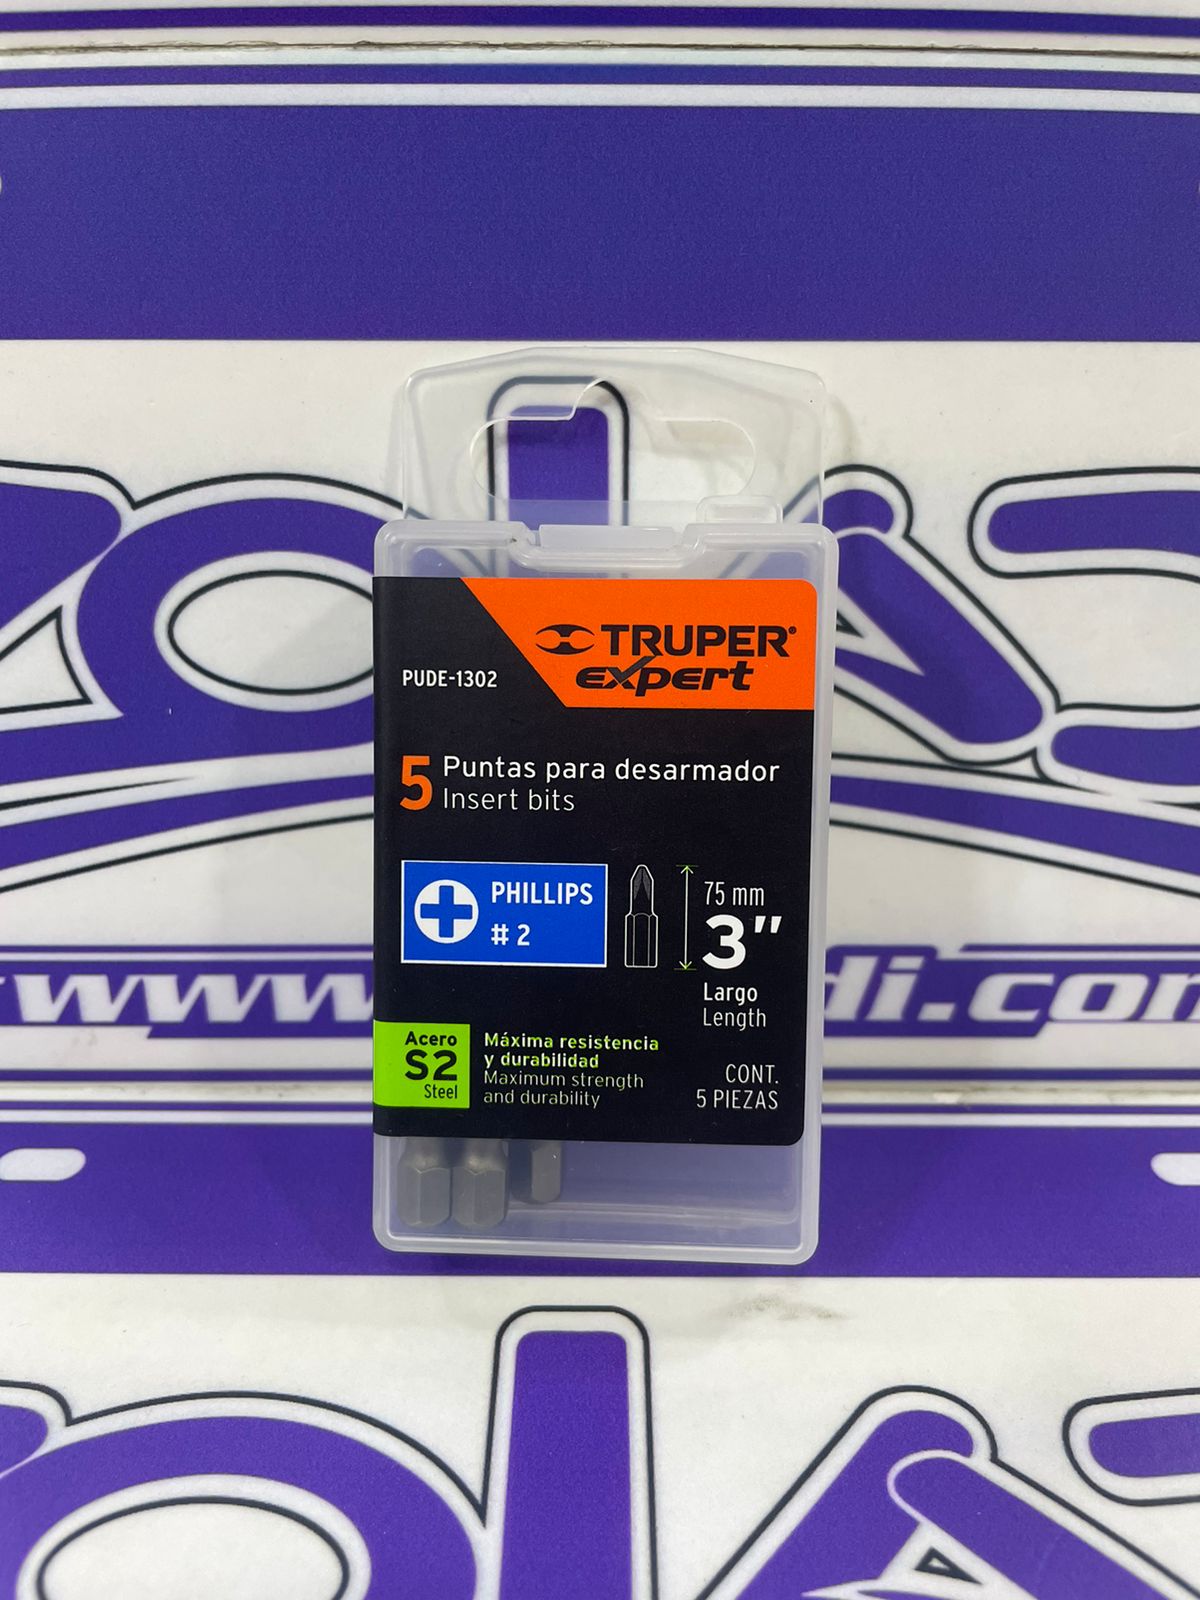 TRUPER®
expert
PUDE-1302
5 Puntas para desarmador
Insert bits
PHILLIPS
# 2
75 mm
3"
Largo
Length
Acero
S2
Steel
Máxima resistencia
y durabilidad
Maximum strength
and durability
CONT.
5 PIEZAS